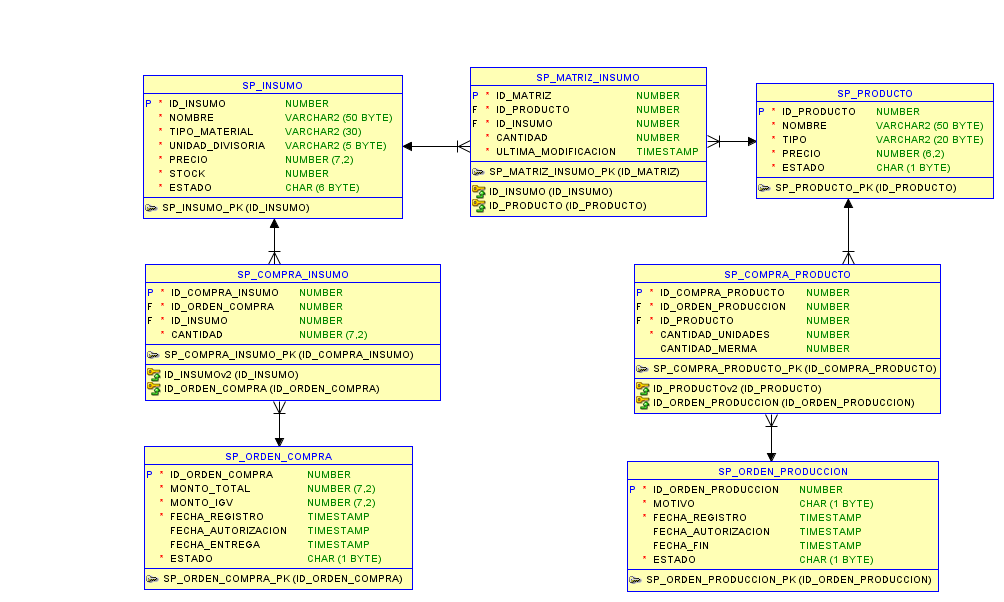 SP_INSUMO
P * ID_INSUMO NUMBER
* NOMBRE VARCHAR2 (50 BYTE)
* TIPO_MATERIAL VARCHAR2 (30)
* UNIDAD_DIVISORIA VARCHAR2 (5 BYTE)
* PRECIO NUMBER (7,2)
* STOCK NUMBER
* ESTADO CHAR (6 BYTE)
SP_INSUMO_PK (ID_INSUMO)
SP_MATRIZ_INSUMO
P * ID_MATRIZ NUMBER
F * ID_PRODUCTO NUMBER
F * ID_INSUMO NUMBER
* CANTIDAD NUMBER
* ULTIMA_MODIFICACION TIMESTAMP
SP_MATRIZ_INSUMO_PK (ID_MATRIZ)
ID_INSUMO (ID_INSUMO)
ID_PRODUCTO (ID_PRODUCTO)
SP_PRODUCTO
P * ID_PRODUCTO NUMBER
* NOMBRE VARCHAR2 (50 BYTE)
* TIPO VARCHAR2 (20 BYTE)
* PRECIO NUMBER (6,2)
* ESTADO CHAR (1 BYTE)
SP_PRODUCTO_PK (ID_PRODUCTO)
SP_COMPRA_INSUMO
P * ID_COMPRA_INSUMO NUMBER
F * ID_ORDEN_COMPRA NUMBER
F * ID_INSUMO NUMBER
* CANTIDAD NUMBER (7,2)
SP_COMPRA_INSUMO_PK (ID_COMPRA_INSUMO)
ID_INSUMOv2 (ID_INSUMO)
ID_ORDEN_COMPRA (ID_ORDEN_COMPRA)
SP_COMPRA_PRODUCTO
P * ID_COMPRA_PRODUCTO NUMBER
F * ID_ORDEN_PRODUCCION NUMBER
F * ID_PRODUCTO NUMBER
* CANTIDAD_UNIDADES NUMBER
CANTIDAD_MERMA NUMBER
SP_COMPRA_PRODUCTO_PK (ID_COMPRA_PRODUCTO)
ID_PRODUCTOv2 (ID_PRODUCTO)
ID_ORDEN_PRODUCCION (ID_ORDEN_PRODUCCION)
SP_ORDEN_COMPRA
P * ID_ORDEN_COMPRA NUMBER
* MONTO_TOTAL NUMBER (7,2)
* MONTO_IGV NUMBER (7,2)
* FECHA_REGISTRO TIMESTAMP
FECHA_AUTORIZACION TIMESTAMP
FECHA_ENTREGA TIMESTAMP
* ESTADO CHAR (1 BYTE)
SP_ORDEN_COMPRA_PK (ID_ORDEN_COMPRA)
SP_ORDEN_PRODUCCION
P * ID_ORDEN_PRODUCCION NUMBER
* MOTIVO CHAR (1 BYTE)
* FECHA_REGISTRO TIMESTAMP
FECHA_AUTORIZACION TIMESTAMP
FECHA_FIN TIMESTAMP
* ESTADO CHAR (1 BYTE)
SP_ORDEN_PRODUCCION_PK (ID_ORDEN_PRODUCCION)